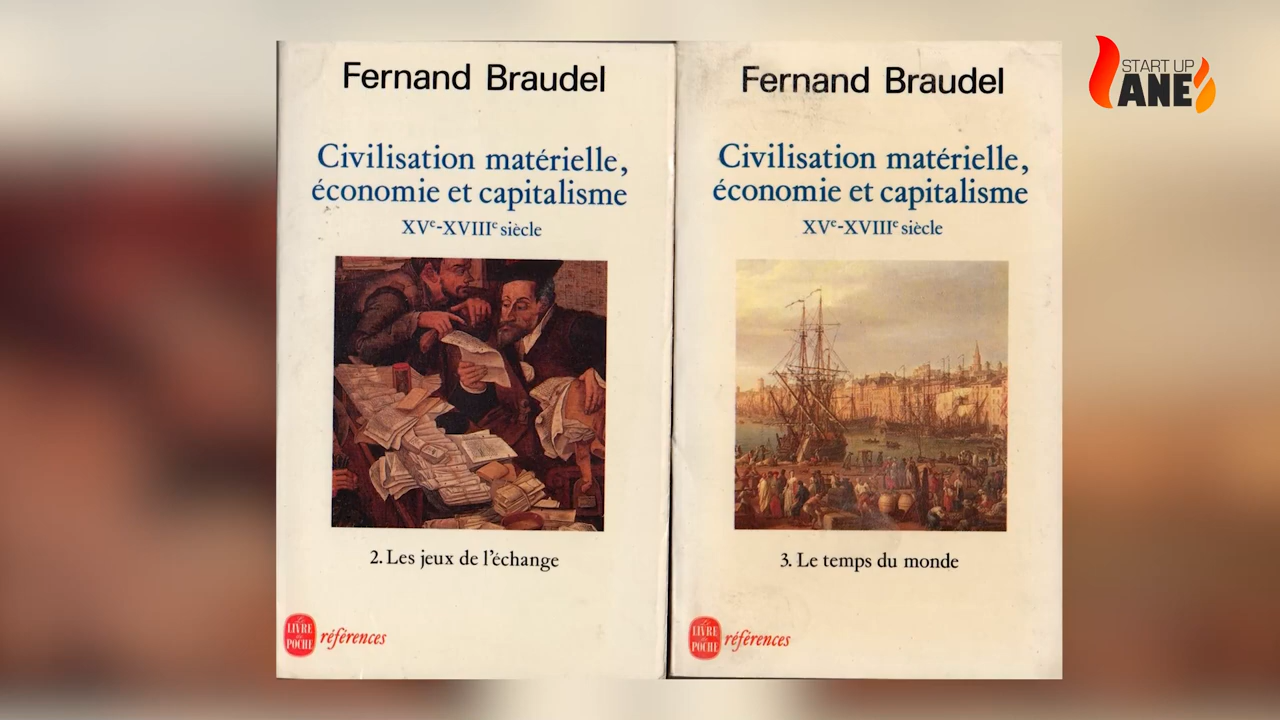 Fernand Braudel
Civilisation matérielle,
économie et capitalisme
XVe-XVIIIe siècle
2. Les jeux de l'échange
Le
LIVRE
de
POCHE
références
Fernand Braudel
Civilisation matérielle,
économie et capitalisme
XVe-XVIIIe siècle
3. Le temps du monde
Le
LIVRE
de
POCHE
références
START UP
ANE